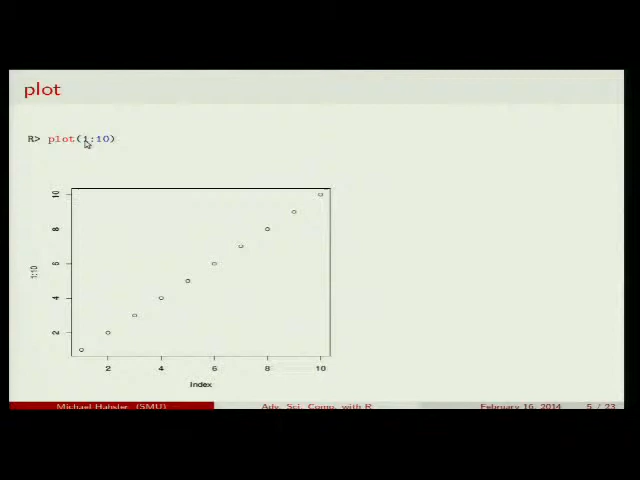 plot
R> plot(1:10)
10
8
6
4
2
1:10
2 4 6 8 10
Index
Michael Hahsler (SMU) Adv. Sci. Comp. with R February 16, 2014 5 / 23